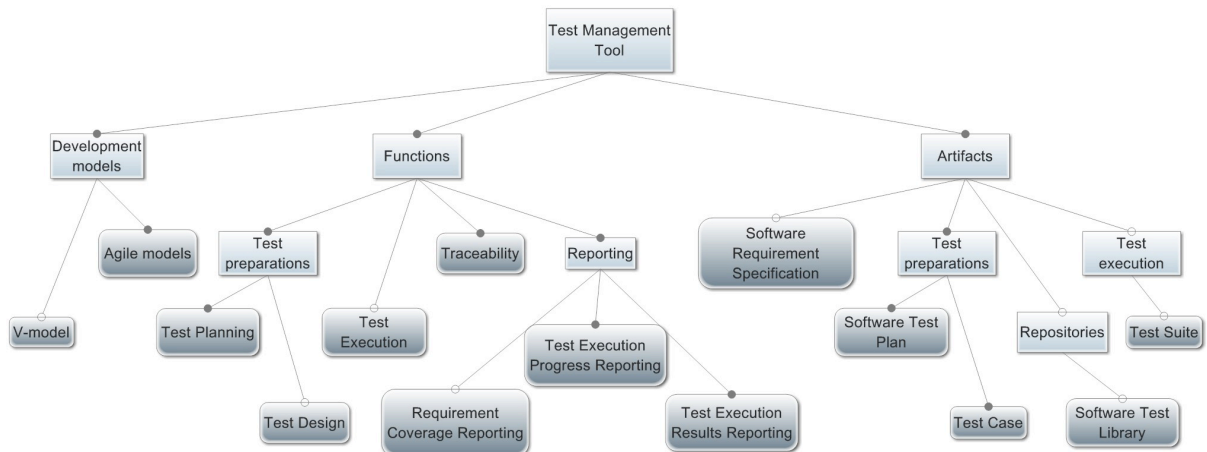 Test Management
Tool
Development
models
Functions
Artifacts
Agile models
Test
preparations
Traceability
Reporting
Software
Requirement
Specification
Test
preparations
Test
execution
V-model
Test Planning
Test
Execution
Test Execution
Progress Reporting
Software Test
Plan
Repositories
Test Suite
Test Design
Requirement
Coverage Reporting
Test Execution
Results Reporting
Test Case
Software Test
Library